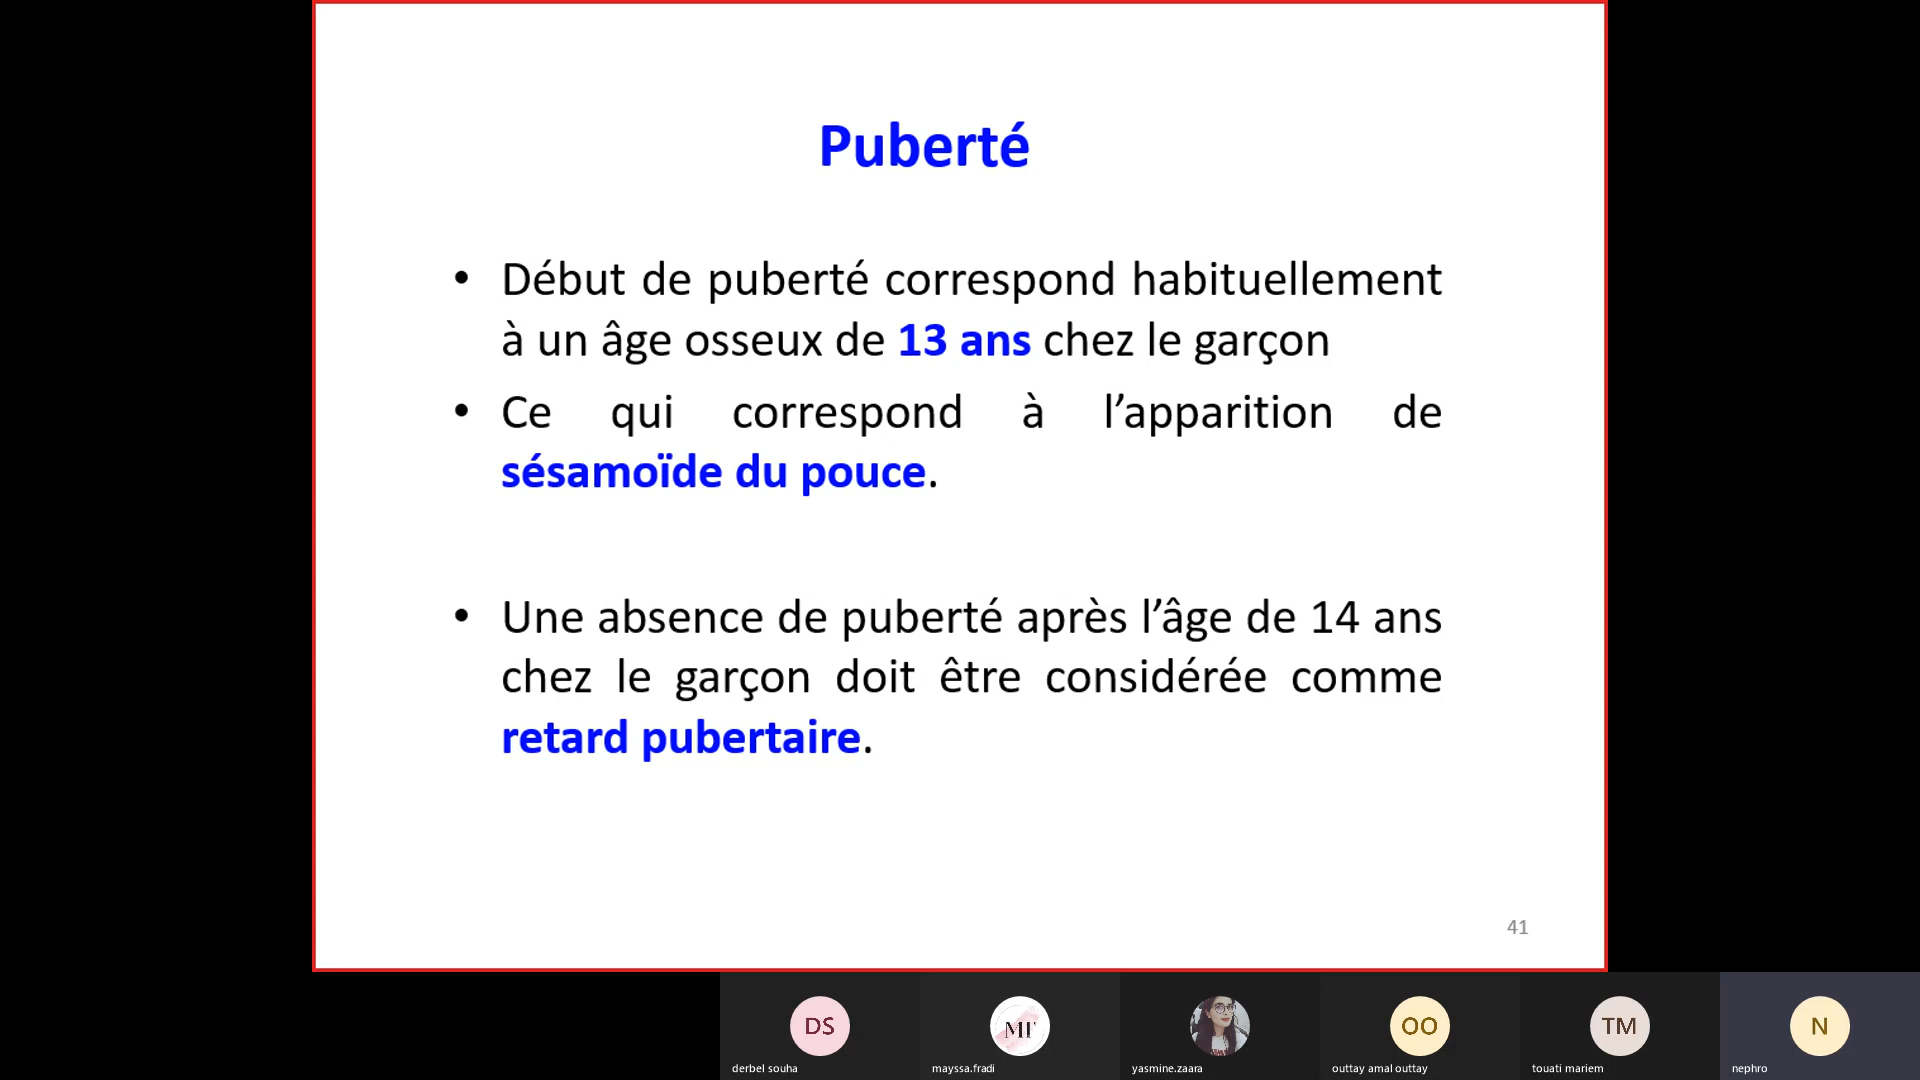 Puberté
• Début de puberté correspond habituellement
à un âge osseux de 13 ans chez le garçon
• Ce qui correspond à l’apparition de
sésamoïde du pouce.
• Une absence de puberté après l’âge de 14 ans
chez le garçon doit être considérée comme
retard pubertaire.
41
DS
MF
OO
TM
N
derbel souha
mayssa.fradi
yasmine.zaara
outtay amal outtay
touati mariem
nephro